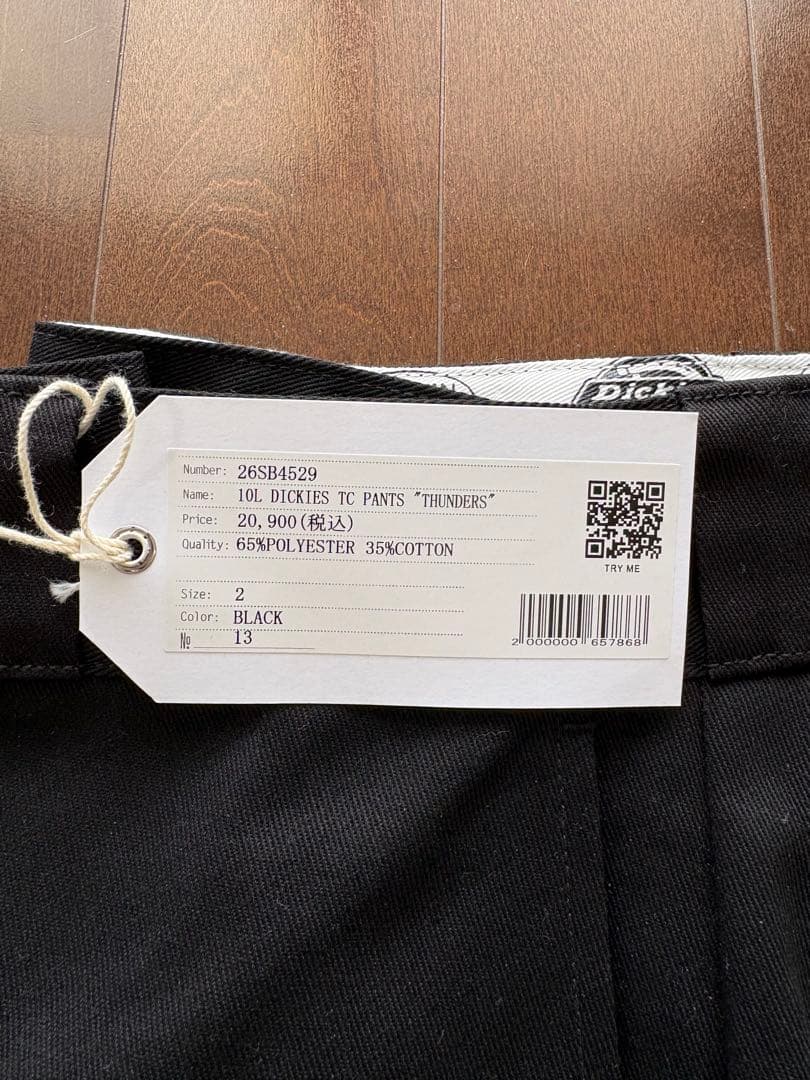 Dick
Number: 26SB4529
Name: 10L DICKIES TC PANTS "THUNDERS"
Price: 20,900(税込)
Quality: 65%POLYESTER 35%COTTON
TRY ME
Size: 2
Color: BLACK
№ 13
2 000000 657868